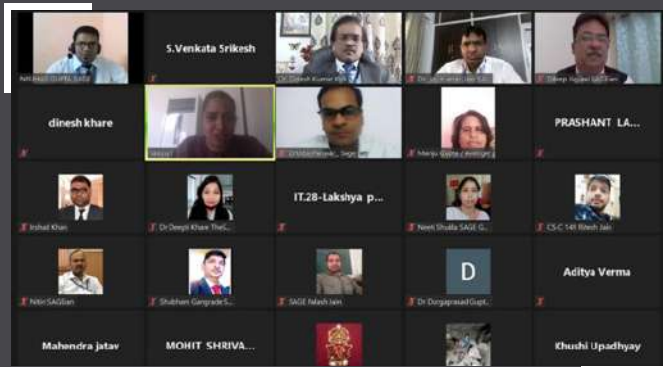 S.Venkata Srikesh
dinesh khare
PRASHANT LA...
Irshad Khan
Dr Deepti Khare TheS...
IT.28-Lakshya p...
Neeti Shukla SAGE G...
CS-C 141 Ritesh Jain
Nitin SAGEian
Shubham Gangrade S...
SAGE Palash Jain
D
Dr Durgaprasad Gupt...
Aditya Verma
Mahendra jatav
MOHIT SHRIVA...
Khushi Upadhyay